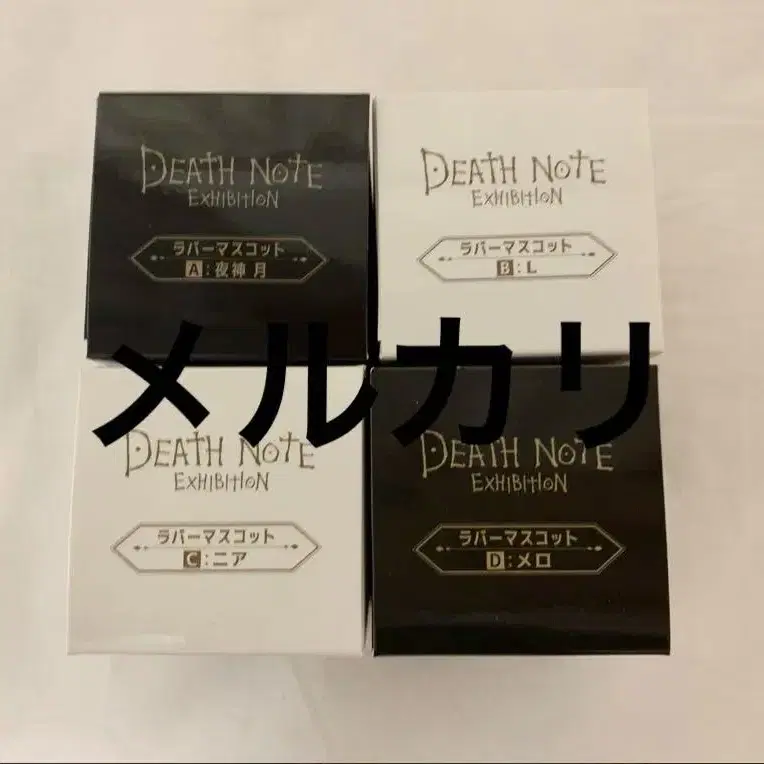 DEATH NOTE
EXHIBITION
ラバーマスコット
A:夜神 月
DEATH NOTE
EXHIBITION
ラバーマスコット
B:L
メルカリ
DEATH NOTE
EXHIBITION
ラバーマスコット
C:ニア
DEATH NOTE
EXHIBITION
ラバーマスコット
D:メロ